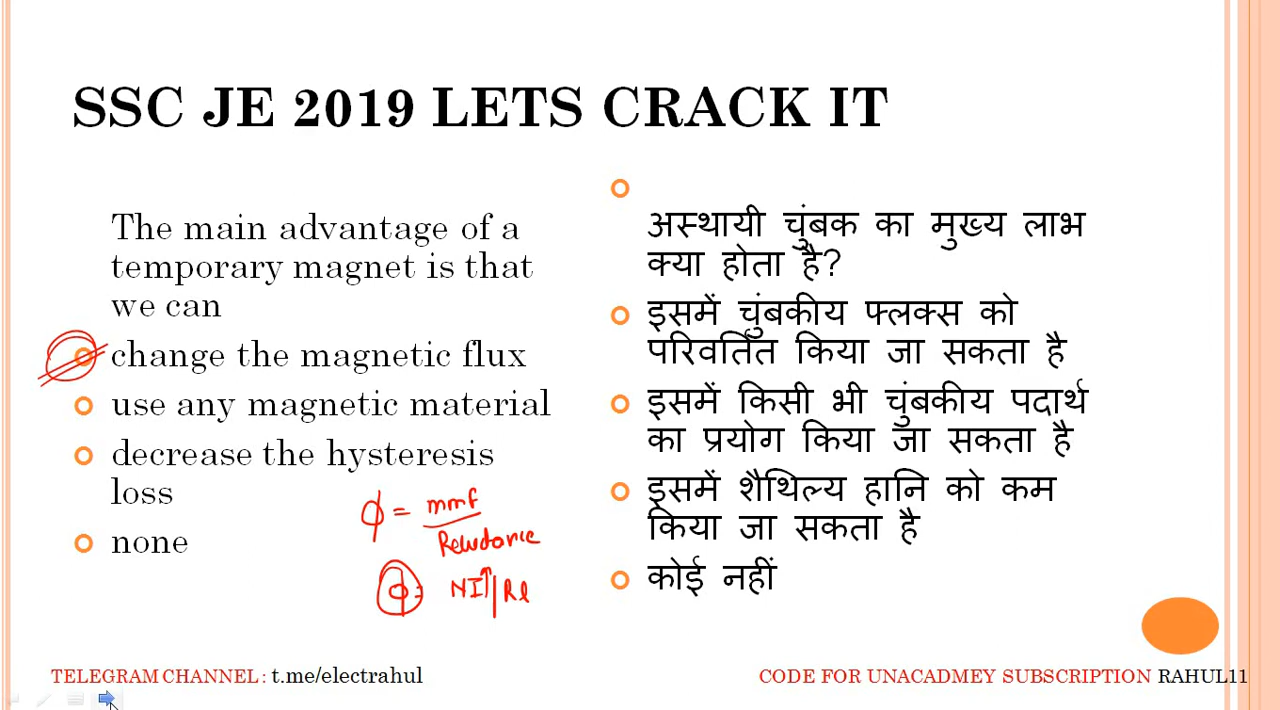 SSC JE 2019 LETS CRACK IT
The main advantage of a
temporary magnet is that
we can
change the magnetic flux
use any magnetic material
decrease the hysteresis
loss
none
ϕ = mmf
Reluctance
ϕ = NI↑/Rl
अस्थायी चुंबक का मुख्य लाभ
क्या होता है?
इसमें चुंबकीय फ्लक्स को
परिवर्तित किया जा सकता है
इसमें किसी भी चुंबकीय पदार्थ
का प्रयोग किया जा सकता है
इसमें शैथिल्य हानि को कम
किया जा सकता है
कोई नहीं
TELEGRAM CHANNEL: t.me/electrahul
CODE FOR UNACADMEY SUBSCRIPTION RAHUL11